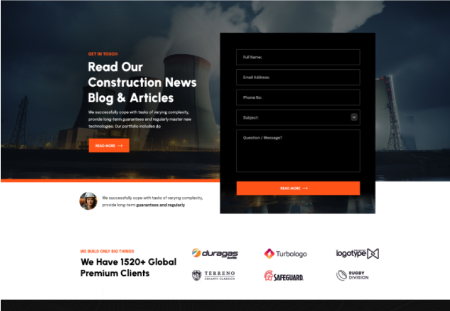 GET IN TOUCH
Read Our
Construction News
Blog & Articles
We successfully cope with tasks of varying complexity,
provide long-term guarantees and regularly master new
technologies. Our portfolio includes do
READ MORE
Full Name:
Email Address:
Phone No:
Subject:
Question / Message?
READ MORE
We successfully cope with tasks of varying complexity,
provide long-term guarantees and regularly
WE BUILD ONLY BIG THINGS
We Have 1520+ Global
Premium Clients
duragas
Turbologo
logotype
TERRENO
SAFEGUARD
RUGBY
DIVISION